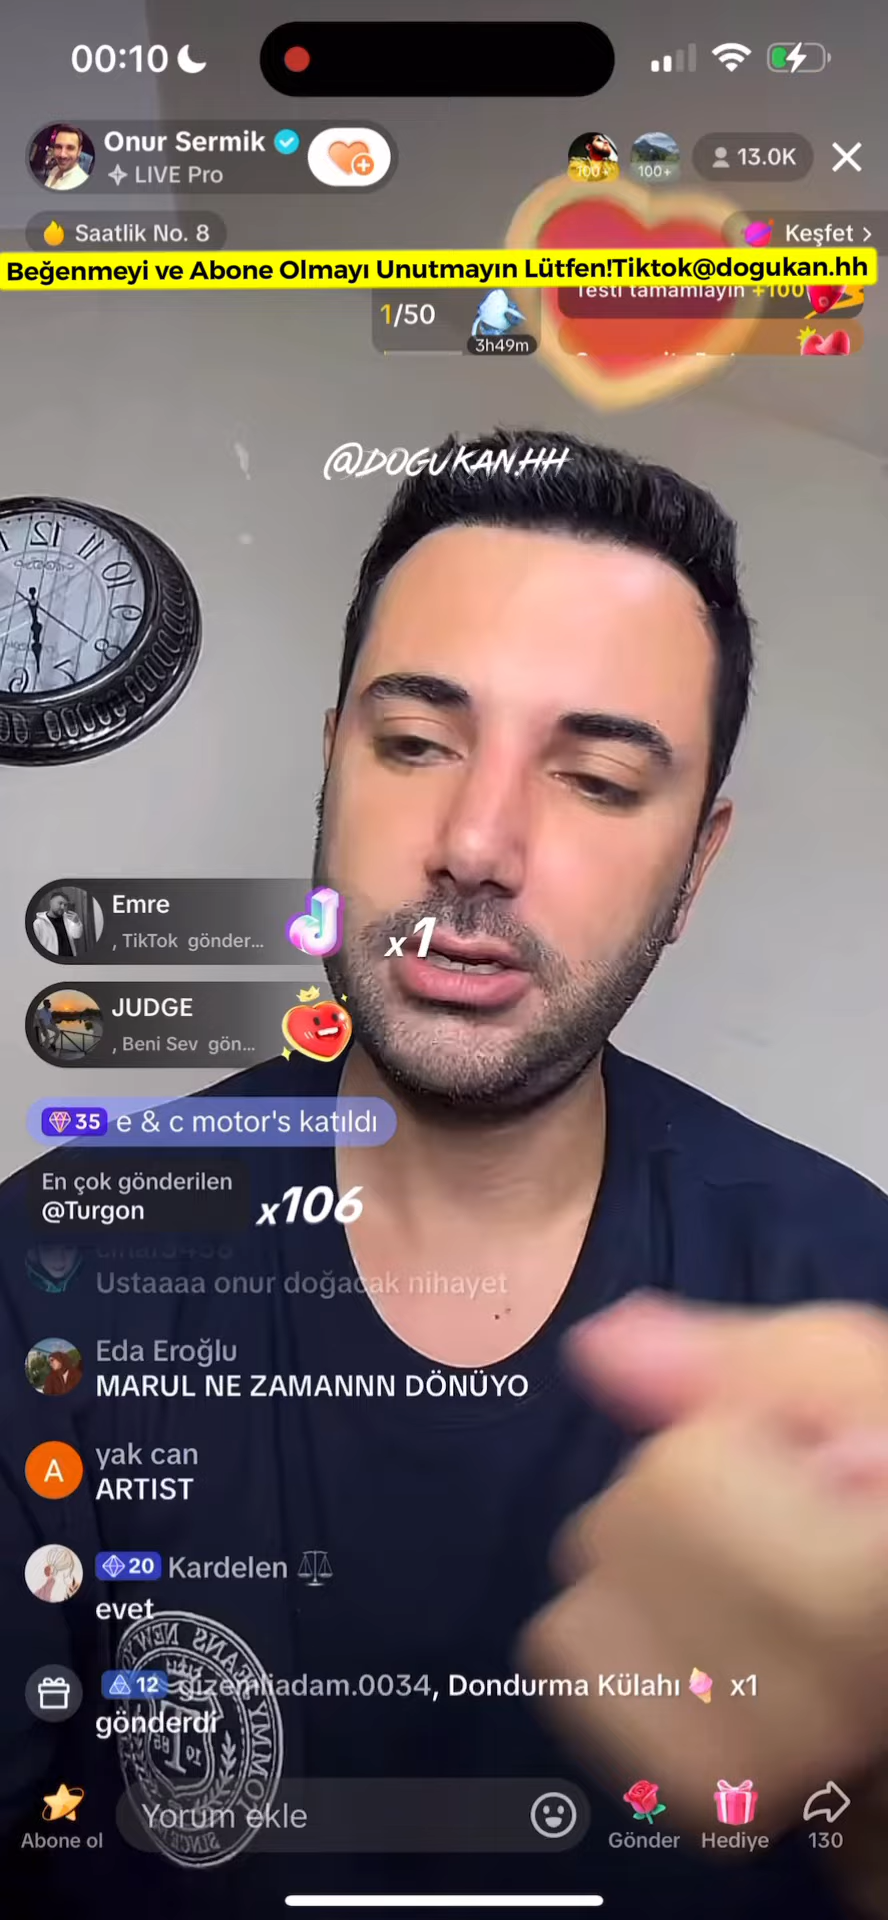 00:10
Onur Sermik
LIVE Pro
100+
100+
13.0K
Saatlik No. 8
Keşfet >
Beğenmeyi ve Abone Olmayı Unutmayın Lütfen!Tiktok@dogukan.hh
Testi tamamlayın +100
1/50
3h49m
@DOGUKAN.HH
Emre
, TikTok gönder...
x1
JUDGE
, Beni Sev gön...
35 e & c motor's katıldı
En çok gönderilen
@Turgon
x106
Ustaaaa onur doğacak nihayet
Eda Eroğlu
MARUL NE ZAMANNN DÖNÜYO
A
yak can
ARTIST
20 Kardelen
evet
12 gizemliadam.0034, Dondurma Külahı x1
gönderdi
Yorum ekle
Abone ol
Gönder
Hediye
130